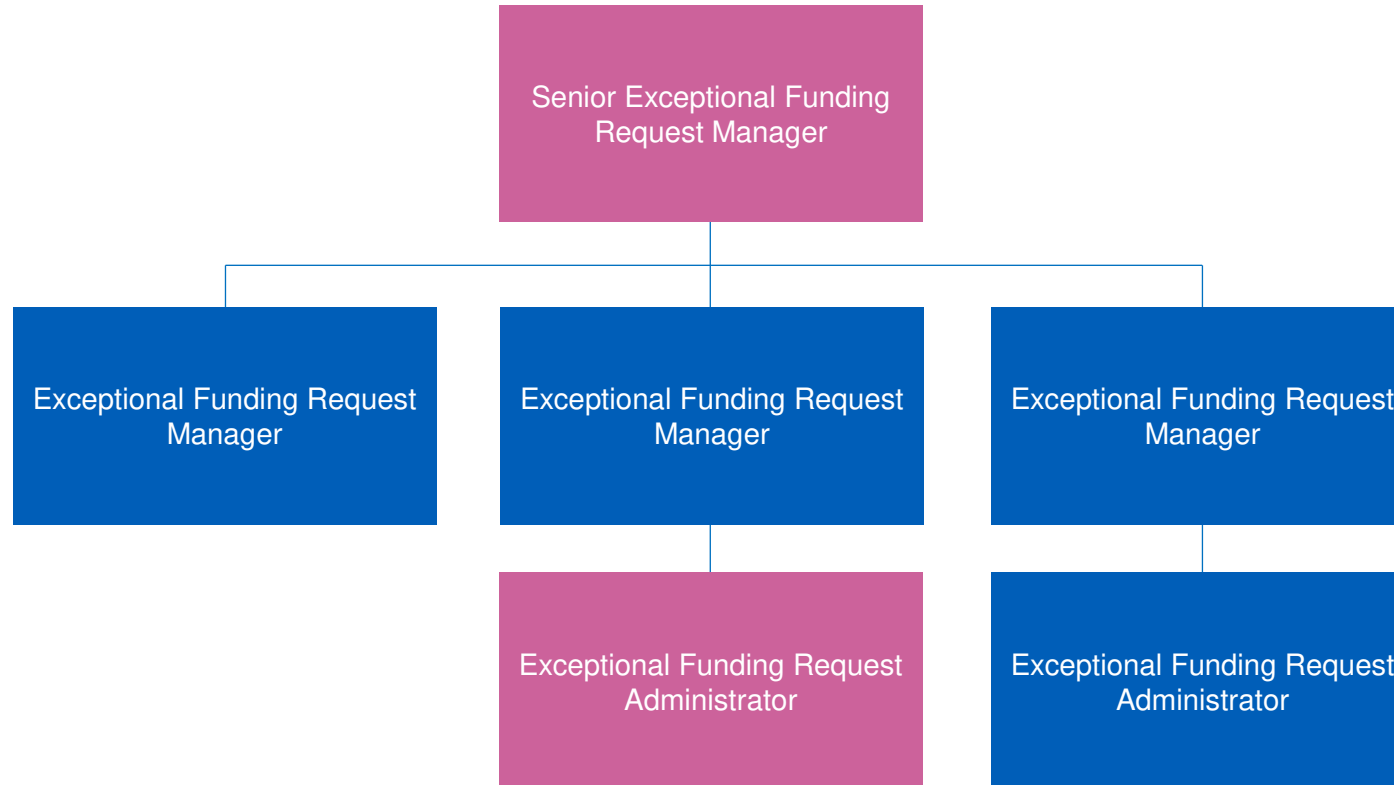 Senior Exceptional Funding
Request Manager
Exceptional Funding Request
Manager
Exceptional Funding Request
Manager
Exceptional Funding Request
Manager
Exceptional Funding Request
Administrator
Exceptional Funding Request
Administrator